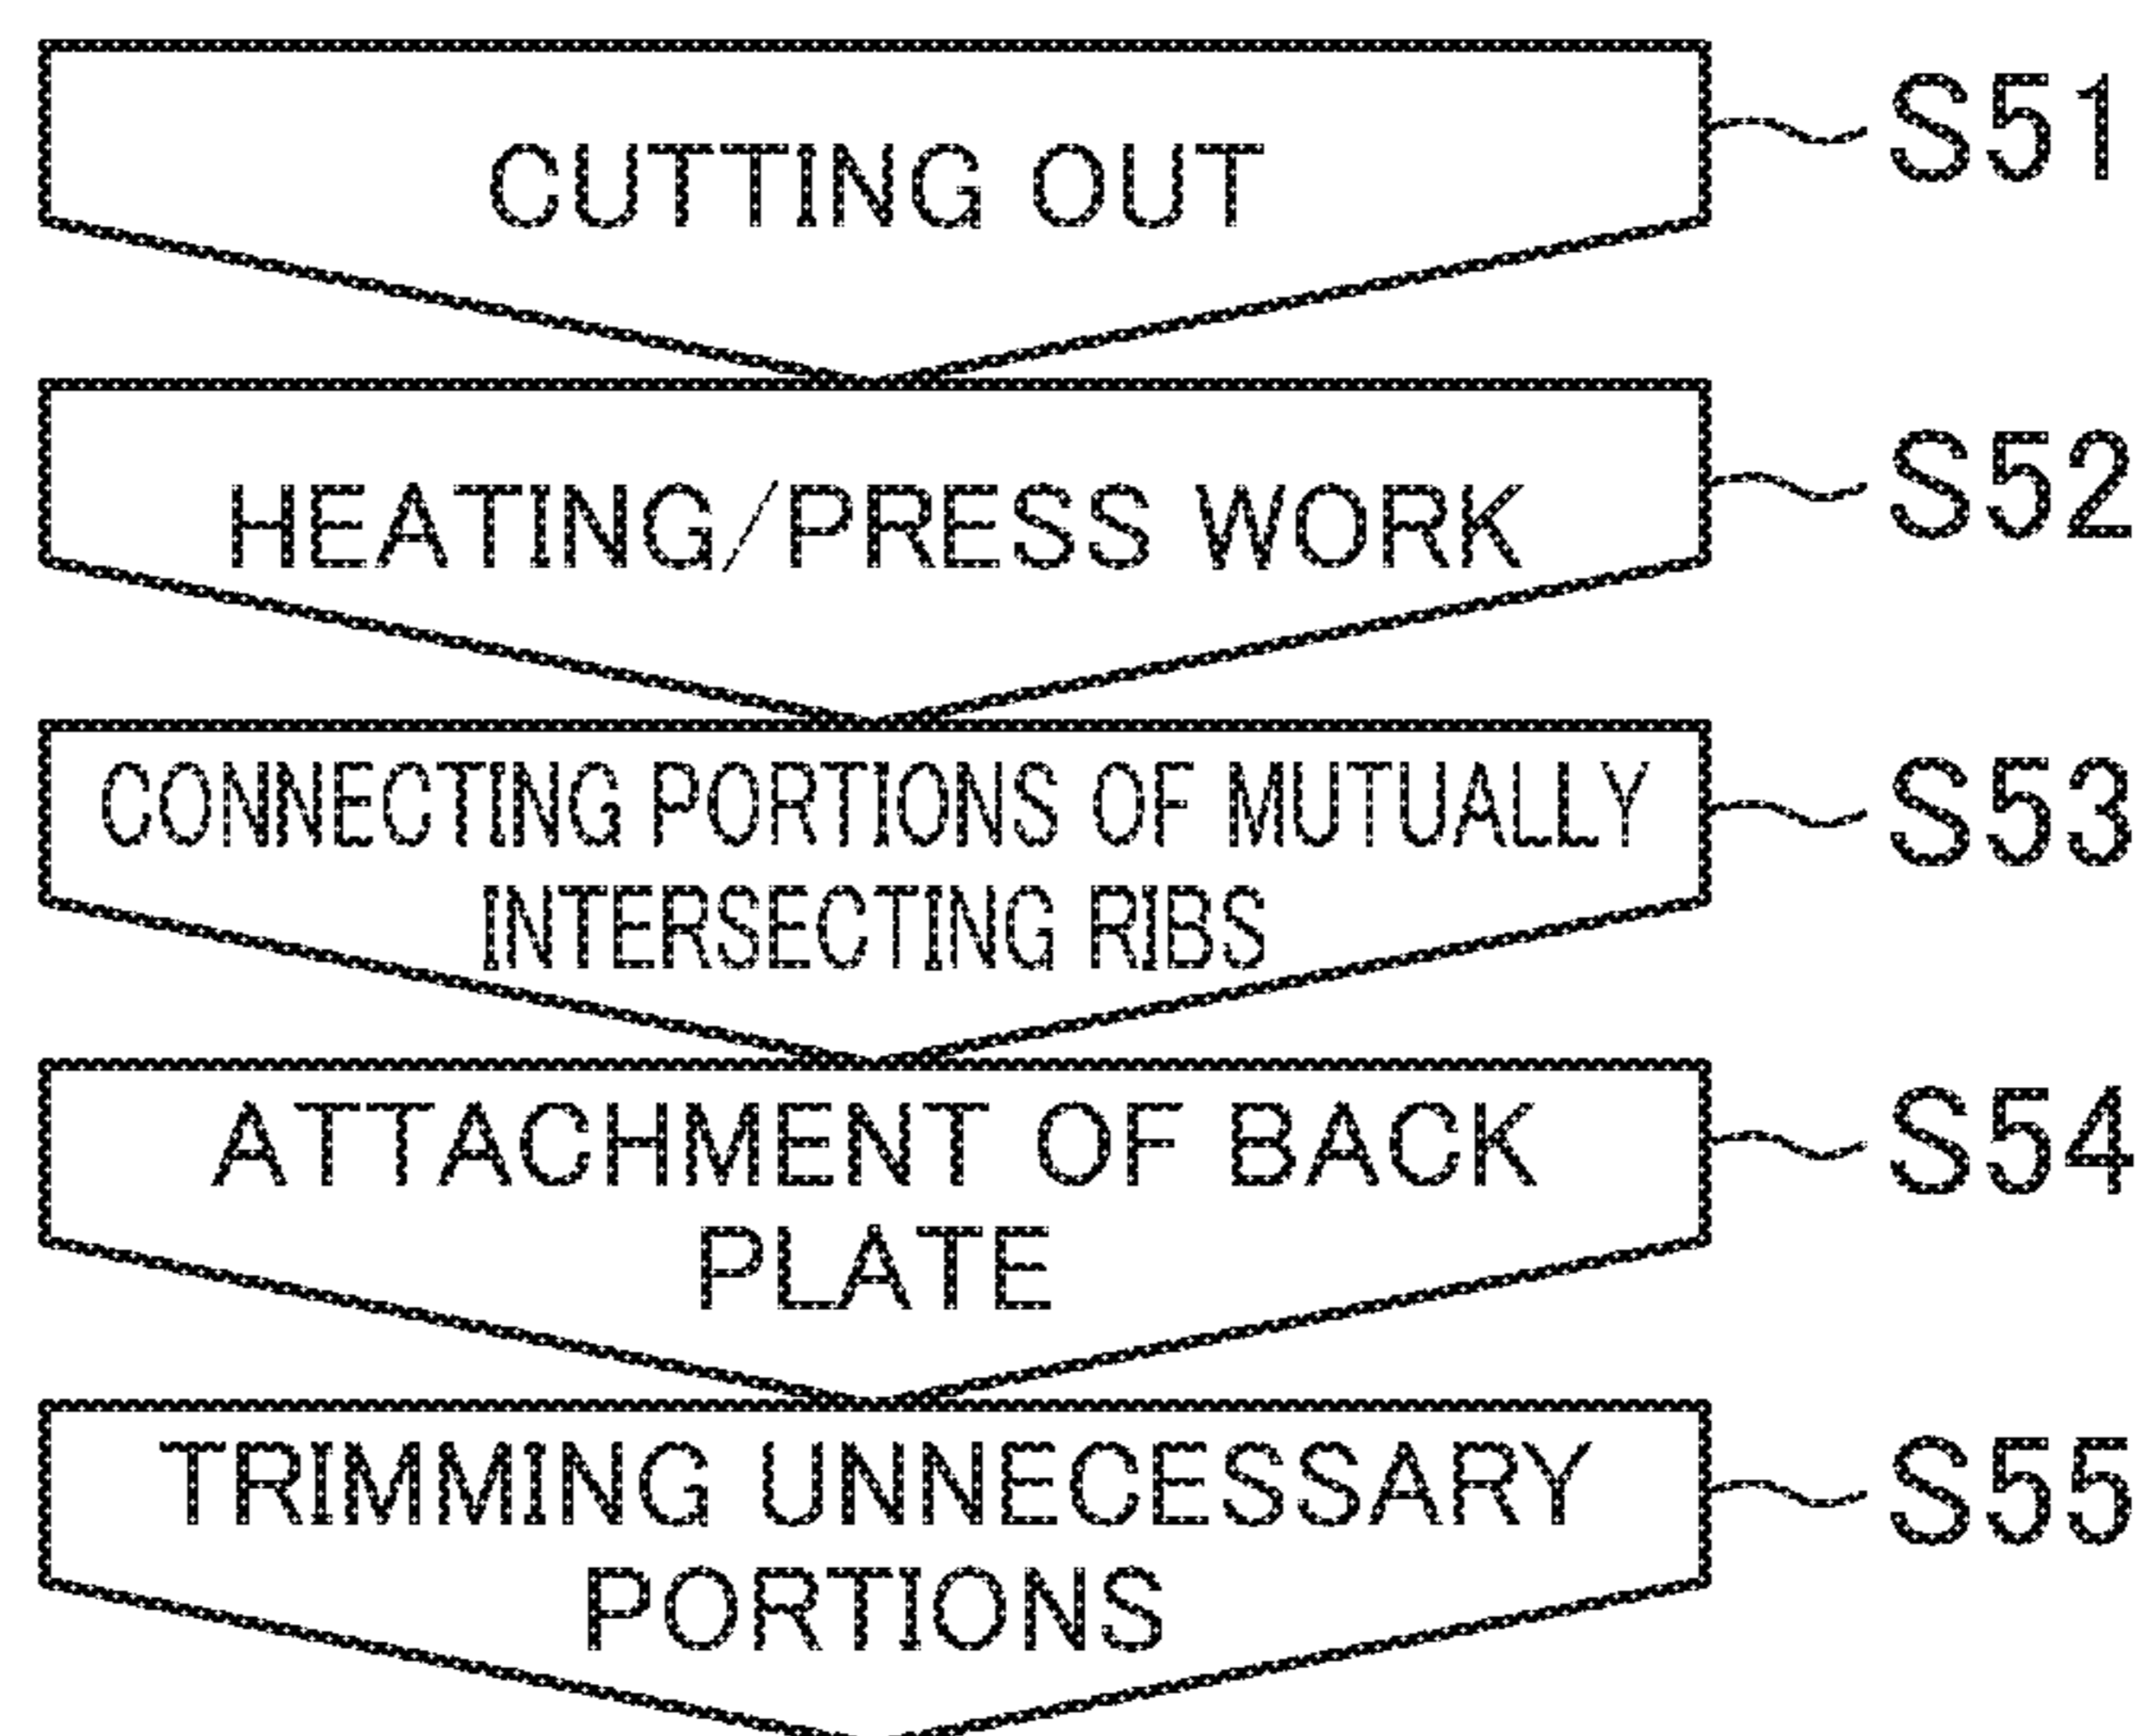 CUTTING OUT
S51
HEATING/PRESS WORK
S52
CONNECTING PORTIONS OF MUTUALLY
INTERSECTING RIBS
S53
ATTACHMENT OF BACK
PLATE
S54
TRIMMING UNNECESSARY
PORTIONS
S55